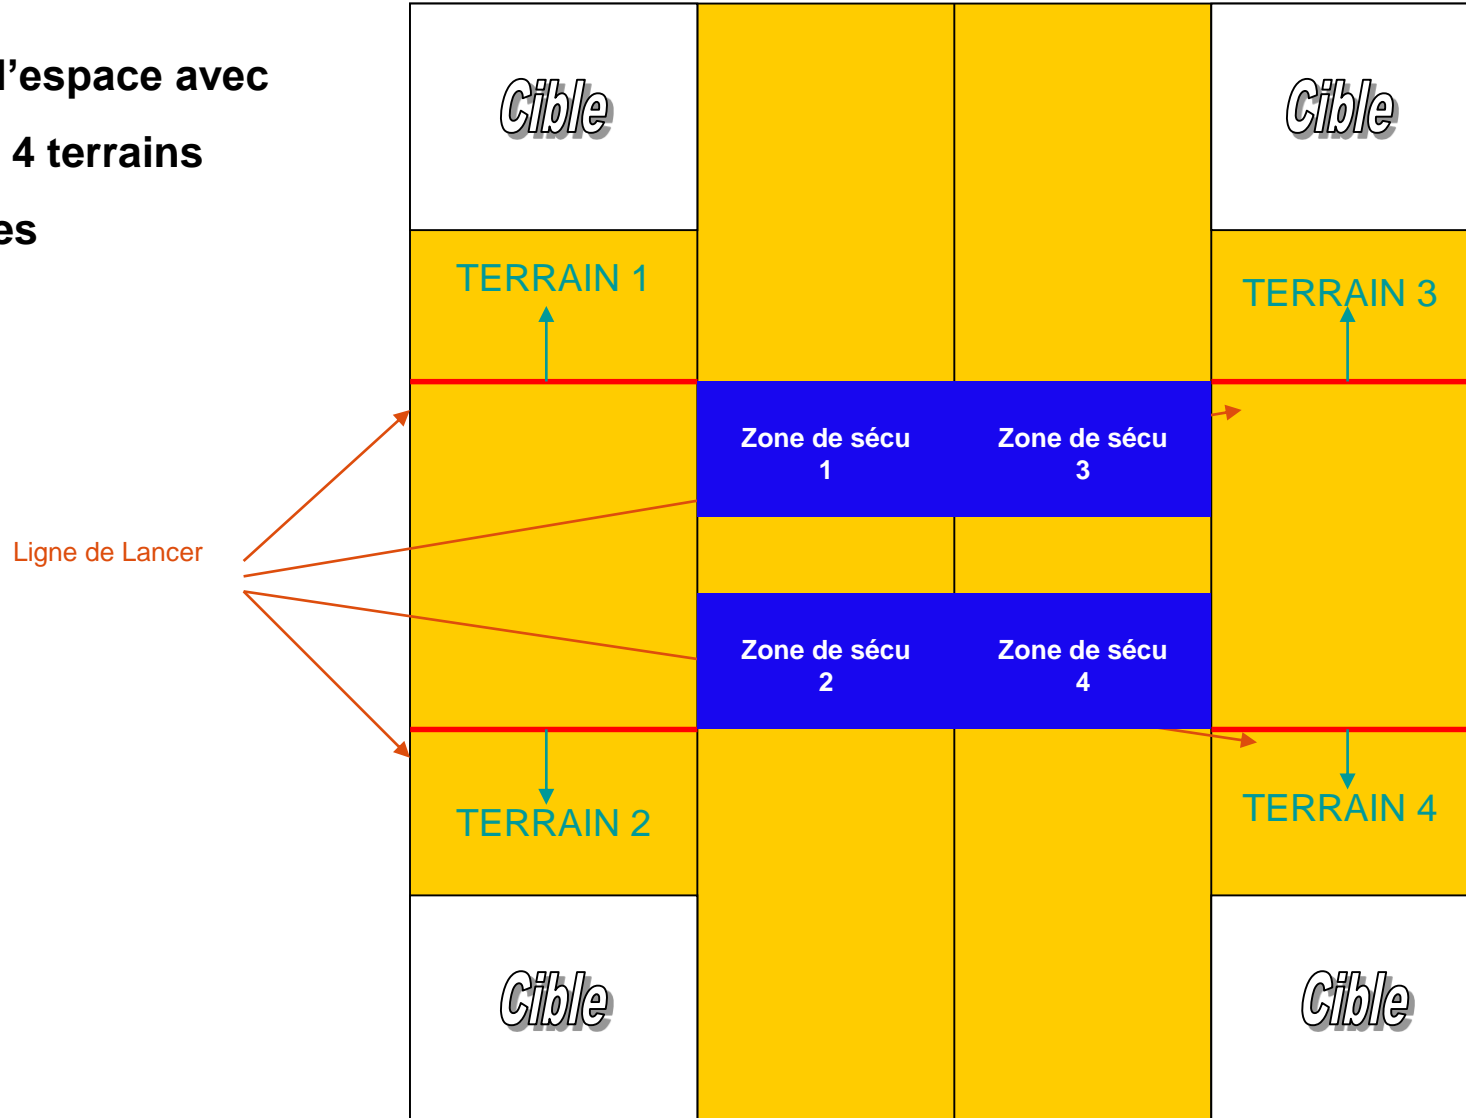 l’espace avec
4 terrains
es
Cible
Cible
TERRAIN 1
TERRAIN 3
Zone de sécu
1
Zone de sécu
3
Ligne de Lancer
Zone de sécu
2
Zone de sécu
4
TERRAIN 2
TERRAIN 4
Cible
Cible